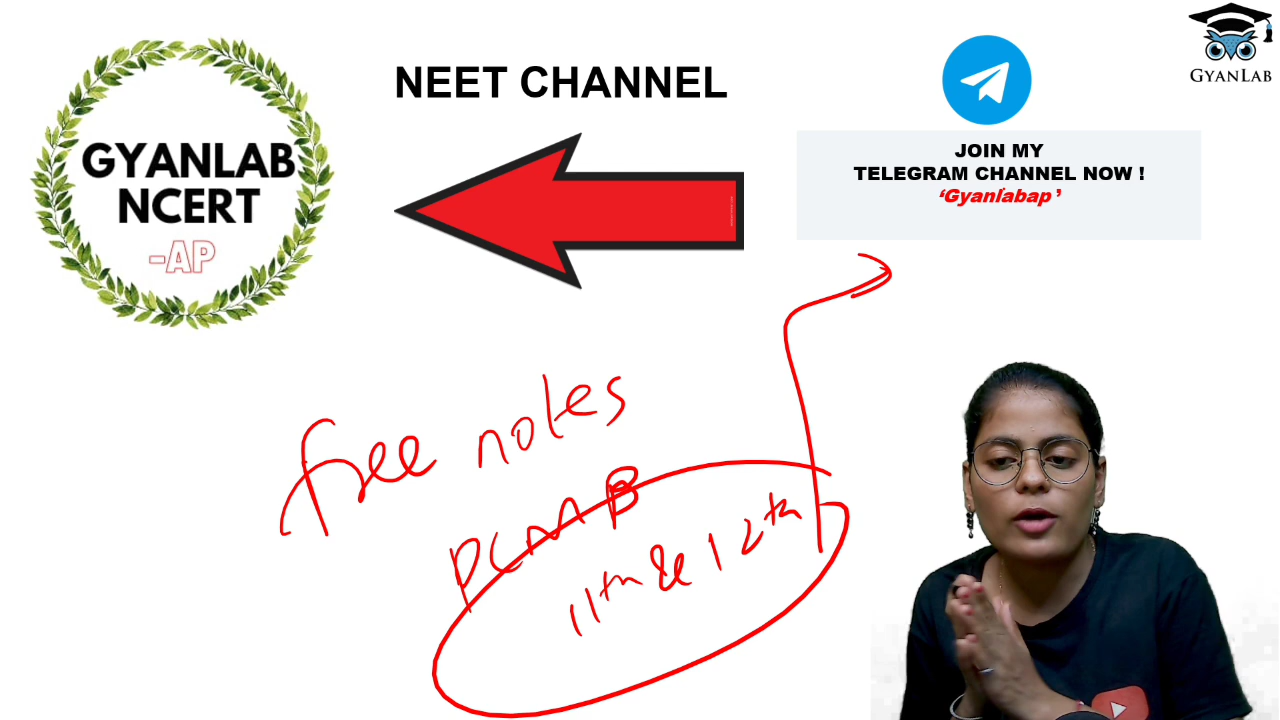 GYANLAB
NCERT
-AP
NEET CHANNEL
JOIN MY
TELEGRAM CHANNEL NOW !
‘Gyanlabap’
GYANLAB
free notes
PCMB
11th & 12th